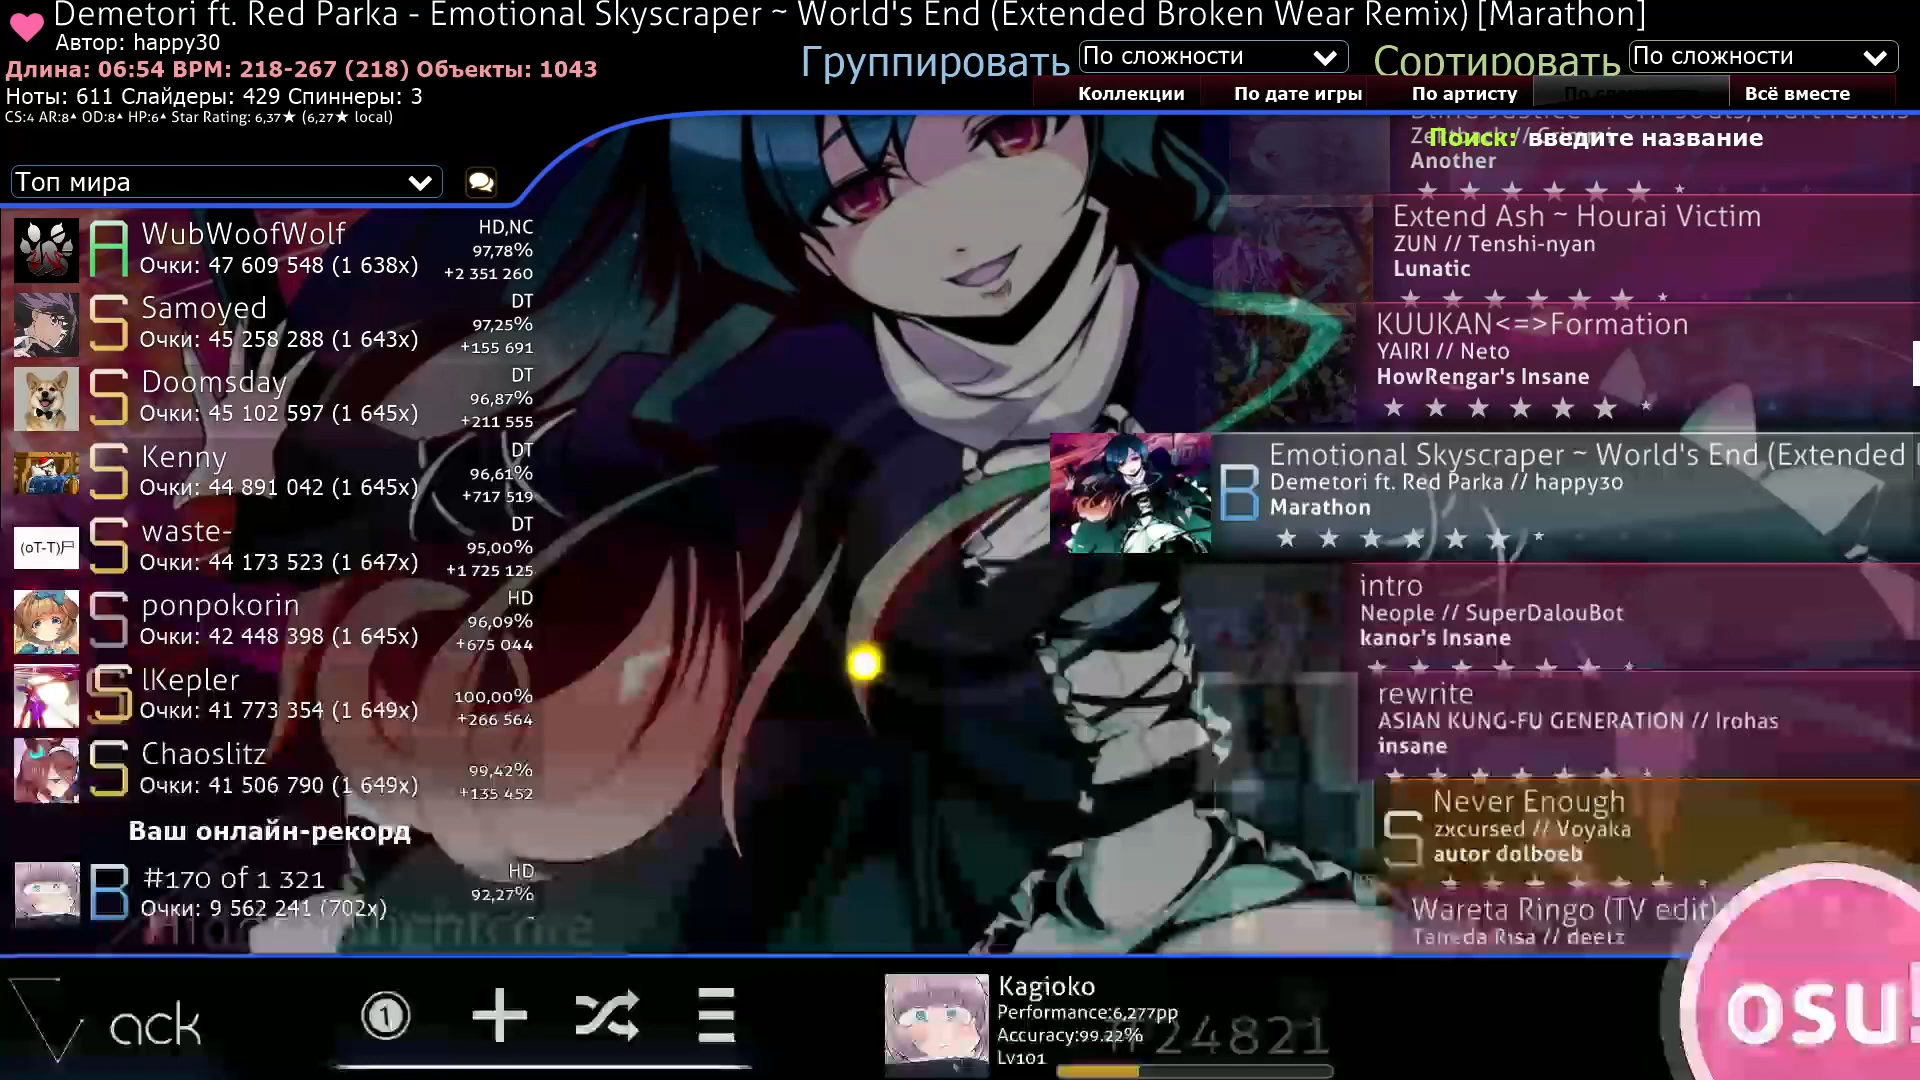 Demetori ft. Red Parka - Emotional Skyscraper ~ World's End (Extended Broken Wear Remix) [Marathon]
Автор: happy30
Длина: 06:54 BPM: 218-267 (218) Объекты: 1043
Ноты: 611 Слайдеры: 429 Спиннеры: 3
CS:4 AR:8 OD:8 HP:6 Star Rating: 6,37★ (6,27★ local)
Группировать
По сложности
Сортировать
По сложности
Коллекции
По дате игры
По артисту
Всё вместе
Поиск: введите название
Another
Топ мира
WubWoofWolf
Очки: 47 609 548 (1 638x)
HD,NC
97,78%
+2 351 260
Samoyed
Очки: 45 258 288 (1 643x)
DT
97,25%
+155 691
Doomsday
Очки: 45 102 597 (1 645x)
DT
96,87%
+211 555
Kenny
Очки: 44 891 042 (1 645x)
DT
96,61%
+717 519
(oT-T)尸
waste-
Очки: 44 173 523 (1 647x)
DT
95,00%
+1 725 125
ponpokorin
Очки: 42 448 398 (1 645x)
HD
96,09%
+675 044
lKepler
Очки: 41 773 354 (1 649x)
100,00%
+266 564
Chaoslitz
Очки: 41 506 790 (1 649x)
99,42%
+135 452
Ваш онлайн-рекорд
#170 of 1 321
Очки: 9 562 241 (702x)
HD
92,27%
-
Extend Ash ~ Hourai Victim
ZUN // Tenshi-nyan
Lunatic
KUUKAN<=>Formation
YAIRI // Neto
HowRengar's Insane
Emotional Skyscraper ~ World's End (Extended
Demetori ft. Red Parka // happy30
Marathon
intro
Neople // SuperDalouBot
kanor's Insane
rewrite
ASIAN KUNG-FU GENERATION // Irohas
insane
Never Enough
zxcursed // Voyaka
autor dolboeb
Wareta Ringo (TV edit)
Taneda Risa // deetz
ack
1
Kagioko
Performance:6,277pp
Accuracy:99.22%
Lv101
#24821
osu!